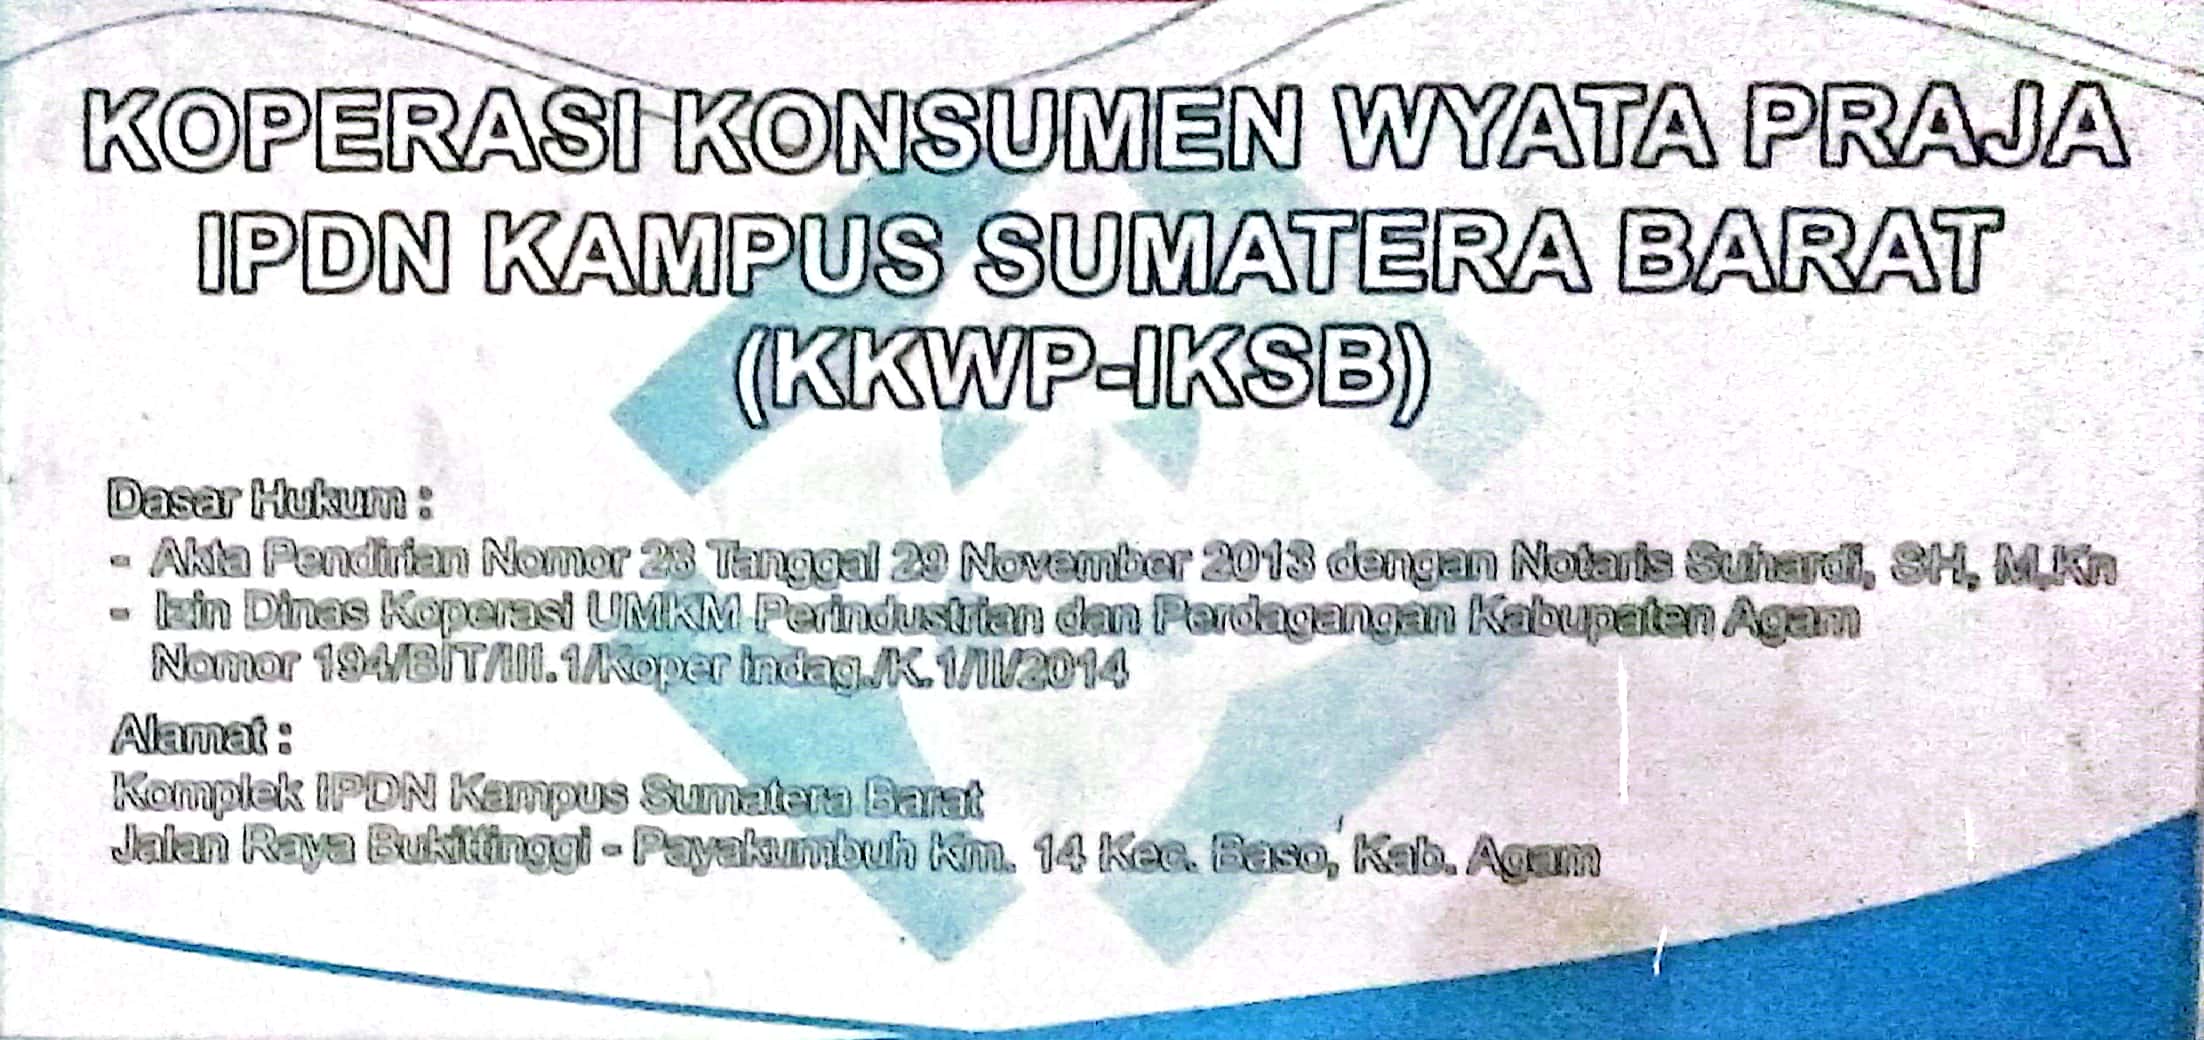 KOPERASI KONSUMEN WYATA PRAJA
IPDN KAMPUS SUMATERA BARAT
(KKWP-IKSB)
Dasar Hukum :
- Akta Pendirian Nomor 28 Tanggal 29 November 2013 dengan Notaris Suhardi, SH, M,Kn
- Izin Dinas Koperasi UMKM Perindustrian dan Perdagangan Kabupaten Agam
Nomor 194/BIT/III.1/Koper Indag./K.1/II/2014
Alamat :
Komplek IPDN Kampus Sumatera Barat
Jalan Raya Bukittinggi - Payakumbuh Km. 14 Kec. Baso, Kab. Agam